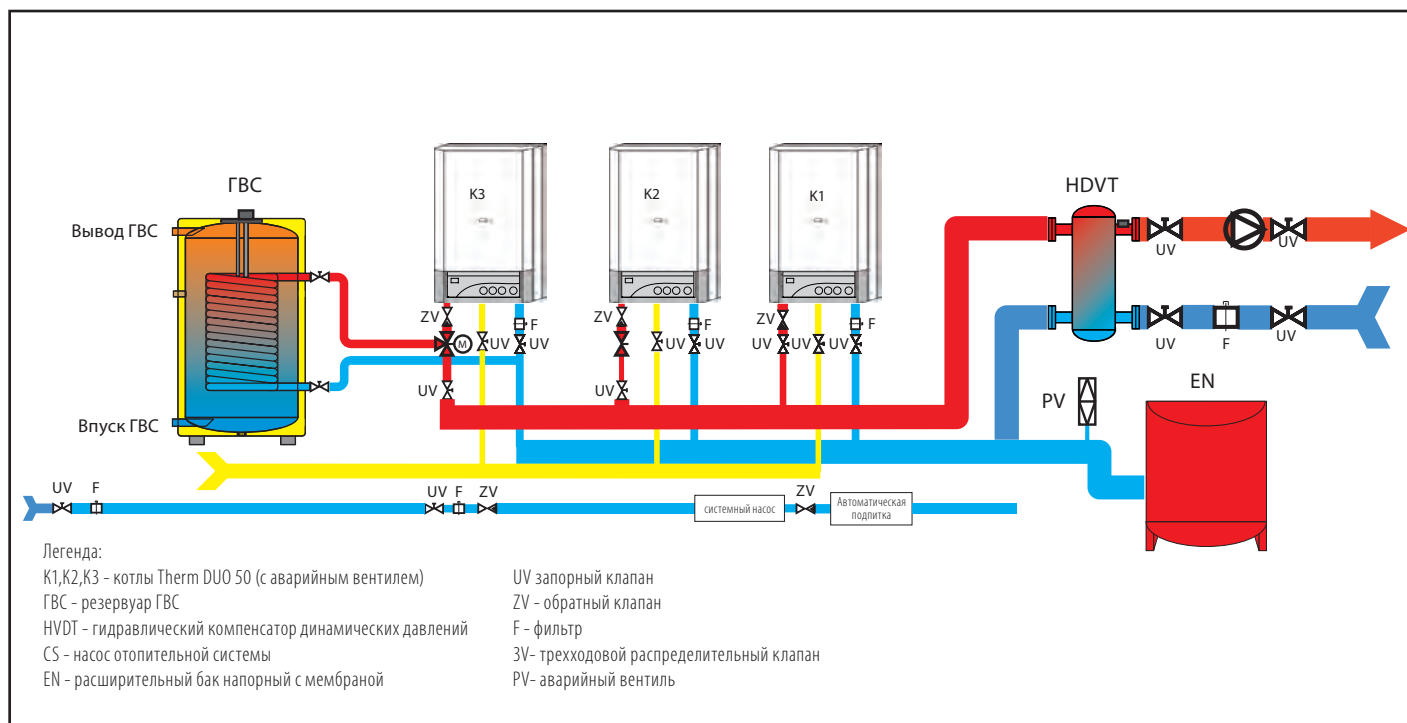 ГВС
K3
K2
K1
HDVT
Вывод ГВС
UV
UV
ZV
F
ZV
F
ZV
F
M
UV
UV
UV
UV
UV
UV
UV
UV
F
UV
UV
UV
PV
EN
Впуск ГВС
UV
F
UV
F
ZV
ZV
системный насос
Автоматическая
подпитка
Легенда:
K1,K2,K3 - котлы Therm DUO 50 (с аварийным вентилем)
ГВС - резервуар ГВС
HVDT - гидравлический компенсатор динамических давлений
CS - насос отопительной системы
EN - расширительный бак напорный с мембраной
UV запорный клапан
ZV - обратный клапан
F - фильтр
3V- трехходовой распределительный клапан
PV- аварийный вентиль